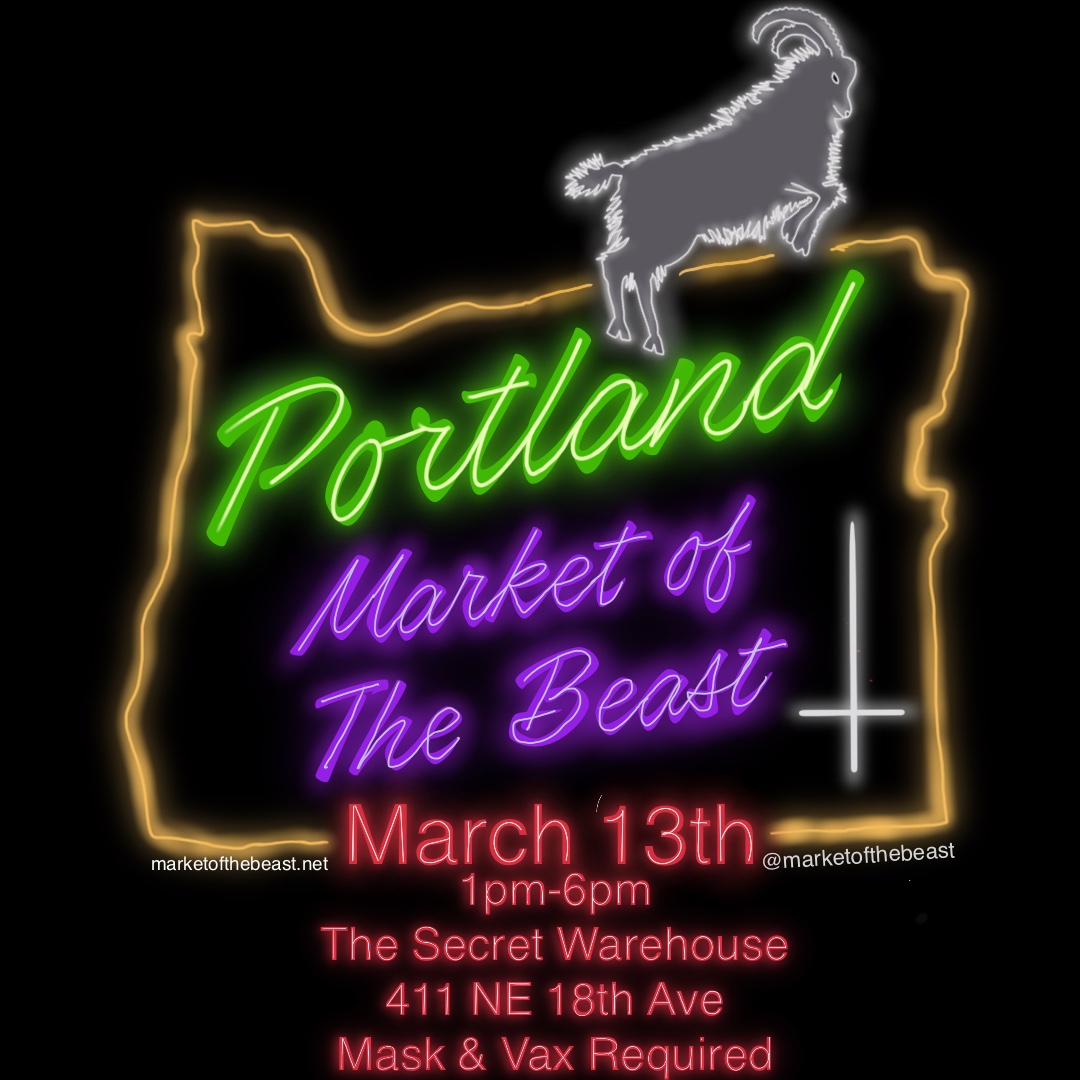 Portland
Market of
The Beast
March 13th
marketofthebeast.net
@marketofthebeast
1pm-6pm
The Secret Warehouse
411 NE 18th Ave
Mask & Vax Required